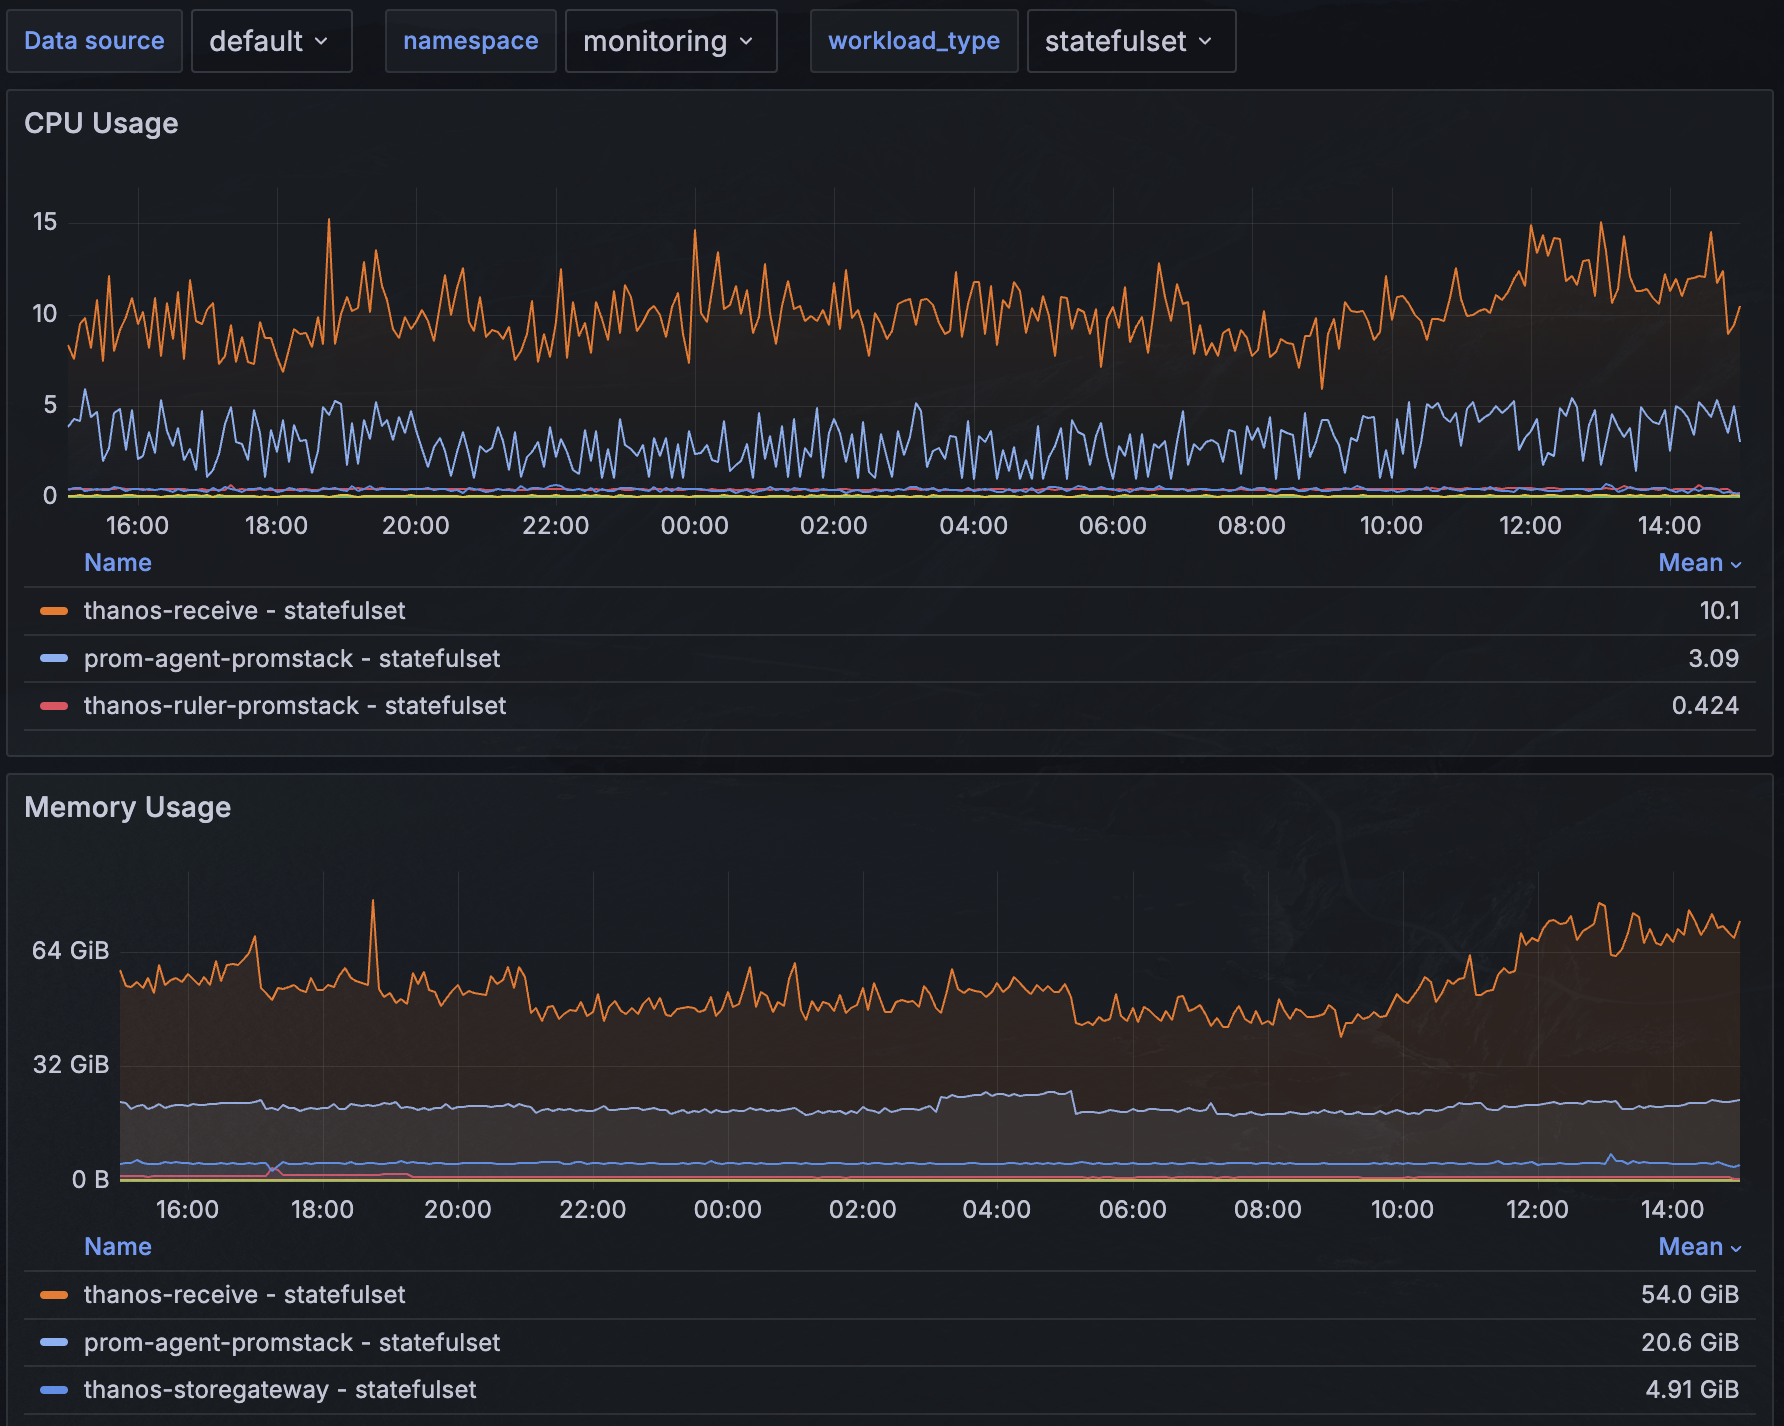 Data source default namespace monitoring workload_type statefulset
CPU Usage
15
10
5
0
16:00 18:00 20:00 22:00 00:00 02:00 04:00 06:00 08:00 10:00 12:00 14:00
Name Mean
thanos-receive - statefulset 10.1
prom-agent-promstack - statefulset 3.09
thanos-ruler-promstack - statefulset 0.424
Memory Usage
64 GiB
32 GiB
0 B
16:00 18:00 20:00 22:00 00:00 02:00 04:00 06:00 08:00 10:00 12:00 14:00
Name Mean
thanos-receive - statefulset 54.0 GiB
prom-agent-promstack - statefulset 20.6 GiB
thanos-storegateway - statefulset 4.91 GiB